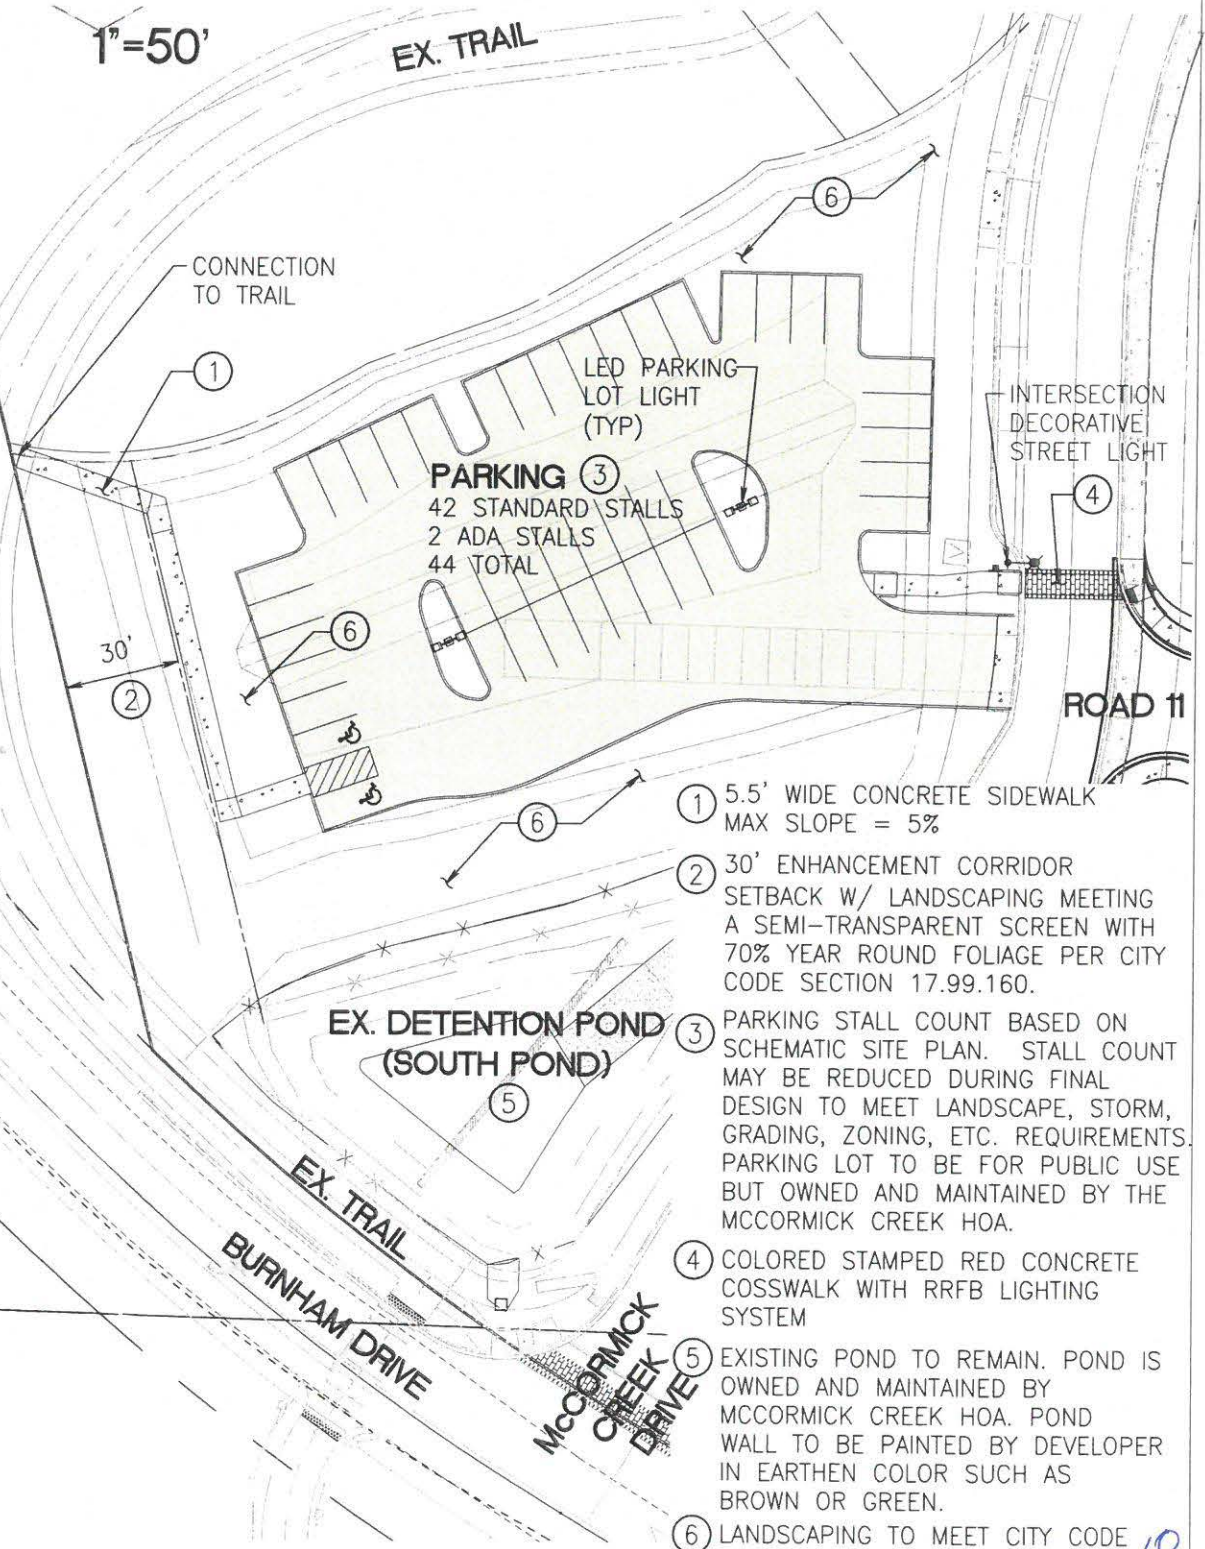 1"=50'
EX. TRAIL
6
CONNECTION
TO TRAIL
1
LED PARKING
LOT LIGHT
(TYP)
INTERSECTION
DECORATIVE
STREET LIGHT
4
PARKING 3
42 STANDARD STALLS
2 ADA STALLS
44 TOTAL
6
30'
2
ROAD 11
6
1 5.5' WIDE CONCRETE SIDEWALK
MAX SLOPE = 5%
2 30' ENHANCEMENT CORRIDOR
SETBACK W/ LANDSCAPING MEETING
A SEMI-TRANSPARENT SCREEN WITH
70% YEAR ROUND FOLIAGE PER CITY
CODE SECTION 17.99.160.
EX. DETENTION POND
(SOUTH POND)
5
3 PARKING STALL COUNT BASED ON
SCHEMATIC SITE PLAN. STALL COUNT
MAY BE REDUCED DURING FINAL
DESIGN TO MEET LANDSCAPE, STORM,
GRADING, ZONING, ETC. REQUIREMENTS.
PARKING LOT TO BE FOR PUBLIC USE
BUT OWNED AND MAINTAINED BY THE
MCCORMICK CREEK HOA.
EX. TRAIL
BURNHAM DRIVE
MCCORMICK
CREEK
DRIVE
4 COLORED STAMPED RED CONCRETE
COSSWALK WITH RRFB LIGHTING
SYSTEM
5 EXISTING POND TO REMAIN. POND IS
OWNED AND MAINTAINED BY
MCCORMICK CREEK HOA. POND
WALL TO BE PAINTED BY DEVELOPER
IN EARTHEN COLOR SUCH AS
BROWN OR GREEN.
6 LANDSCAPING TO MEET CITY CODE